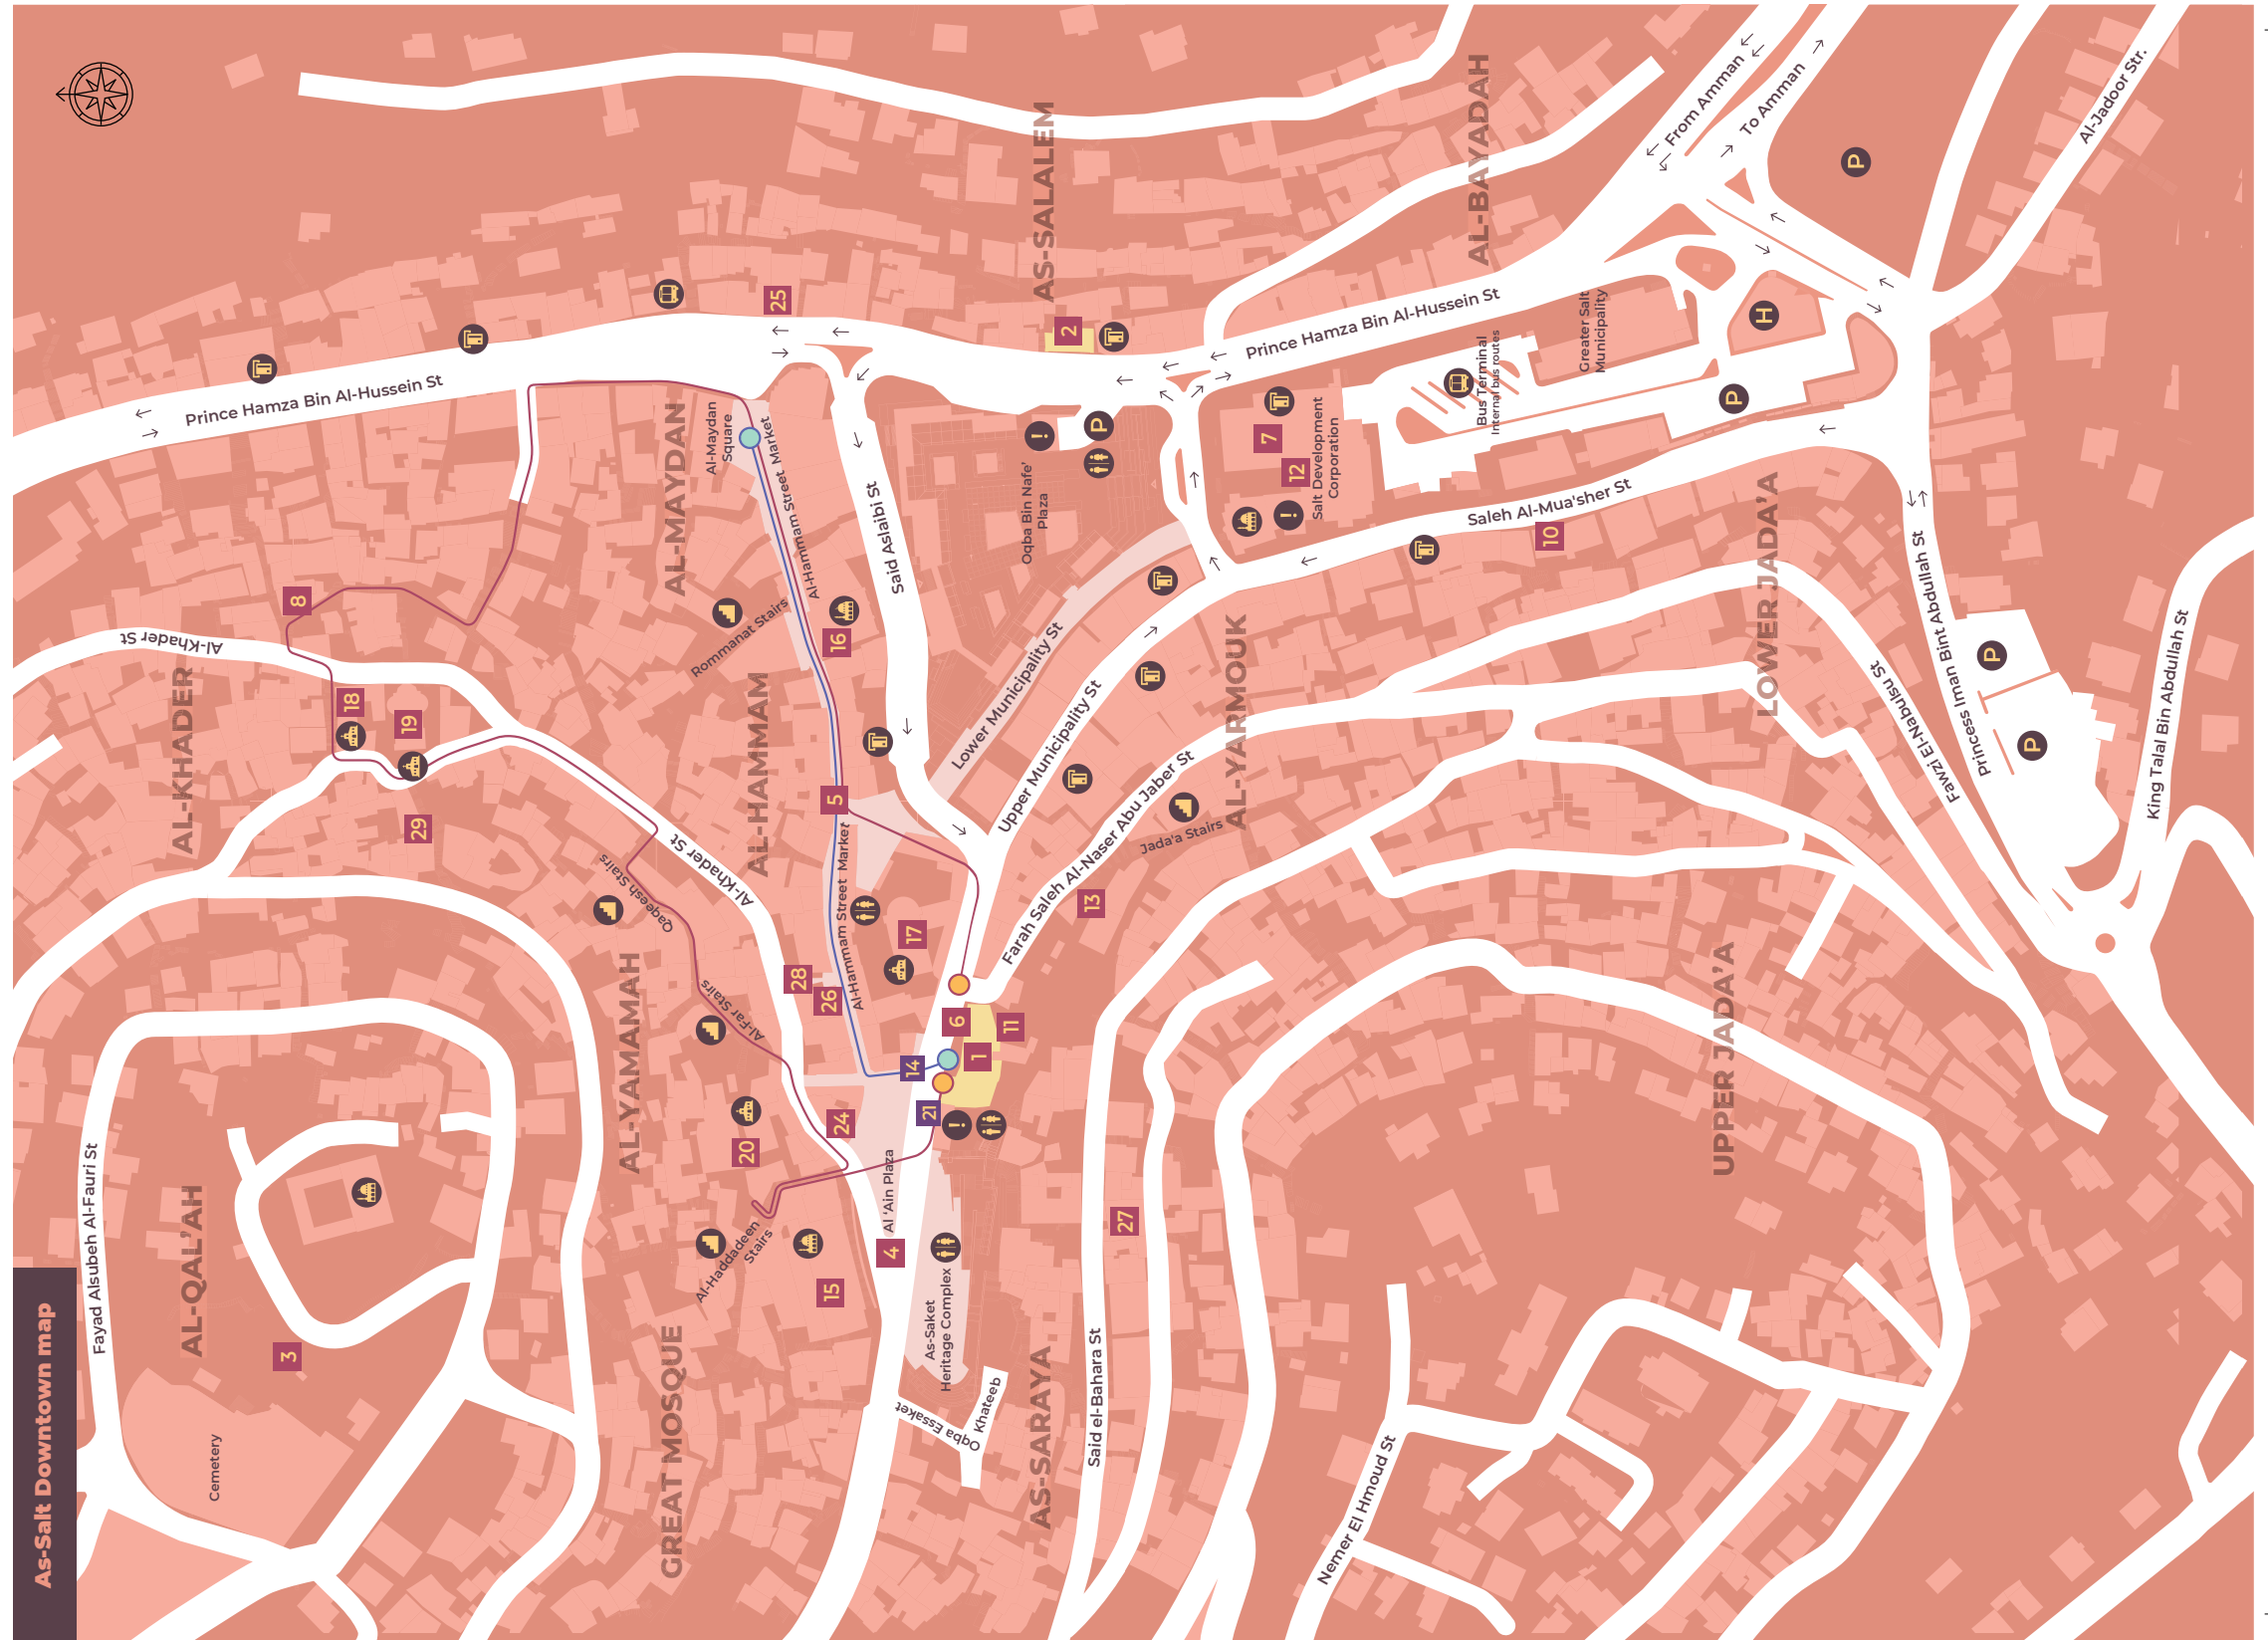 As-Salt Downtown map
Fayad Alsubeh Al-Fauri St
AL-QAL'AH
3
Cemetery
AL-KHADER
Al-Khader St
Prince Hamza Bin Al-Hussein St
8
18
19
29
Qaqeesh Stairs
Al-Khader St
Al-Far Stairs
AL-YAMAMAH
GREAT MOSQUE
Al-Haddadeen
Stairs
20
15
24
28
26
AL-MAYDAN
Al-Maydan
Square
25
Rommanat Stairs
Al-Hammam Street Market
16
AL-HAMMAM
5
Al-Hammam Street Market
17
Said Aslaibi St
14
21
6
1
11
4
Al 'Ain Plaza
As-Saket
Heritage Complex
Oqba Essaket
Khateeb
AS-SARAYA
Said el-Bahara St
27
AS-SALALEM
2
Oqba Bin Nafe'
Plaza
!
P
!
Lower Municipality St
Upper Municipality St
Farah Saleh Al-Naser Abu Jaber St
13
Jada'a Stairs
AL-YARMOUK
7
12
!
Salt Development
Corporation
Prince Hamza Bin Al-Hussein St
AL-BAYADAH
Bus Terminal
Internal bus routes
Greater Salt
Municipality
H
P
Saleh Al-Mua'sher St
10
From Amman
To Amman
P
Al-Jadoor Str.
LOWER JADA'A
UPPER JADA'A
Fawzi El-Nabulsu St
Princess Iman Bint Abdullah St
P
P
King Talal Bin Abdullah St
Nemer El Hmoud St